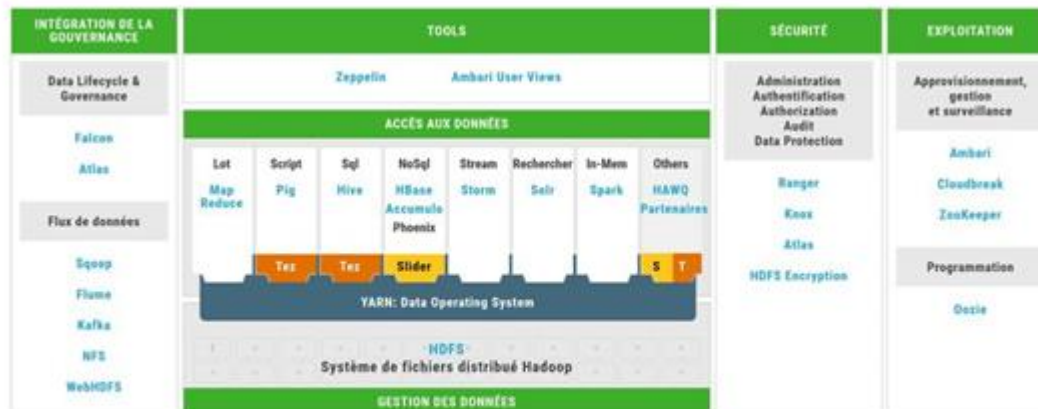 INTÉGRATION DE LA
GOUVERNANCE
Data Lifecycle &
Governance
Falcon
Atlas
Flux de données
Sqoop
Flume
Kafka
NFS
WebHDFS
TOOLS
Zeppelin
Ambari User Views
ACCÈS AUX DONNÉES
Lot
Map
Reduce
Script
Pig
Sql
Hive
NoSql
HBase
Accumulo
Phoenix
Stream
Storm
Rechercher
Solr
In-Mem
Spark
Others
HAWQ
Partenaires
Tez
Tez
Slider
S
T
YARN: Data Operating System
HDFS
Système de fichiers distribué Hadoop
GESTION DES DONNÉES
SÉCURITÉ
Administration
Authentification
Authorization
Audit
Data Protection
Ranger
Knox
Atlas
HDFS Encryption
EXPLOITATION
Approvisionnement,
gestion
et surveillance
Ambari
Cloudbreak
ZooKeeper
Programmation
Oozie